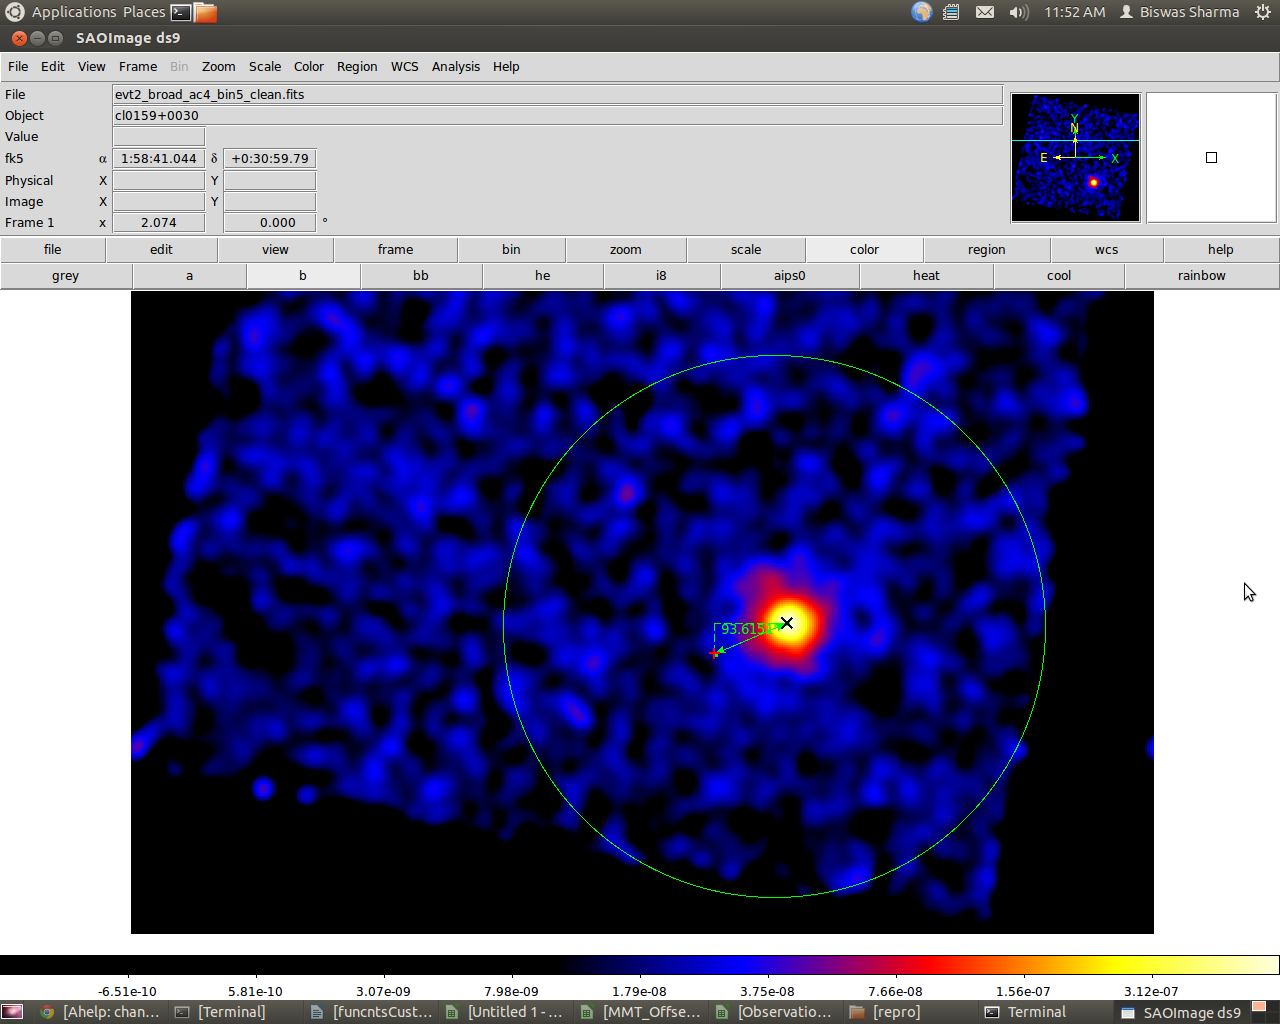 Applications Places 11:52 AM Biswas Sharma
SAOImage ds9
File Edit View Frame Bin Zoom Scale Color Region WCS Analysis Help
File evt2_broad_ac4_bin5_clean.fits
Object cl0159+0030
Value
fk5 α 1:58:41.044 δ +0:30:59.79
Physical X Y
Image X Y
Frame 1 x 2.074 0.000 °
Y
N
E X
file edit view frame bin zoom scale color region wcs help
grey a b bb he i8 aips0 heat cool rainbow
-6.51e-10 5.81e-10 3.07e-09 7.98e-09 1.79e-08 3.75e-08 7.66e-08 1.56e-07 3.12e-07
[Ahelp: chan... [Terminal] [funcntsCust... [Untitled 1 - ... [MMT_Offse... [Observatio... [repro] Terminal SAOImage ds9